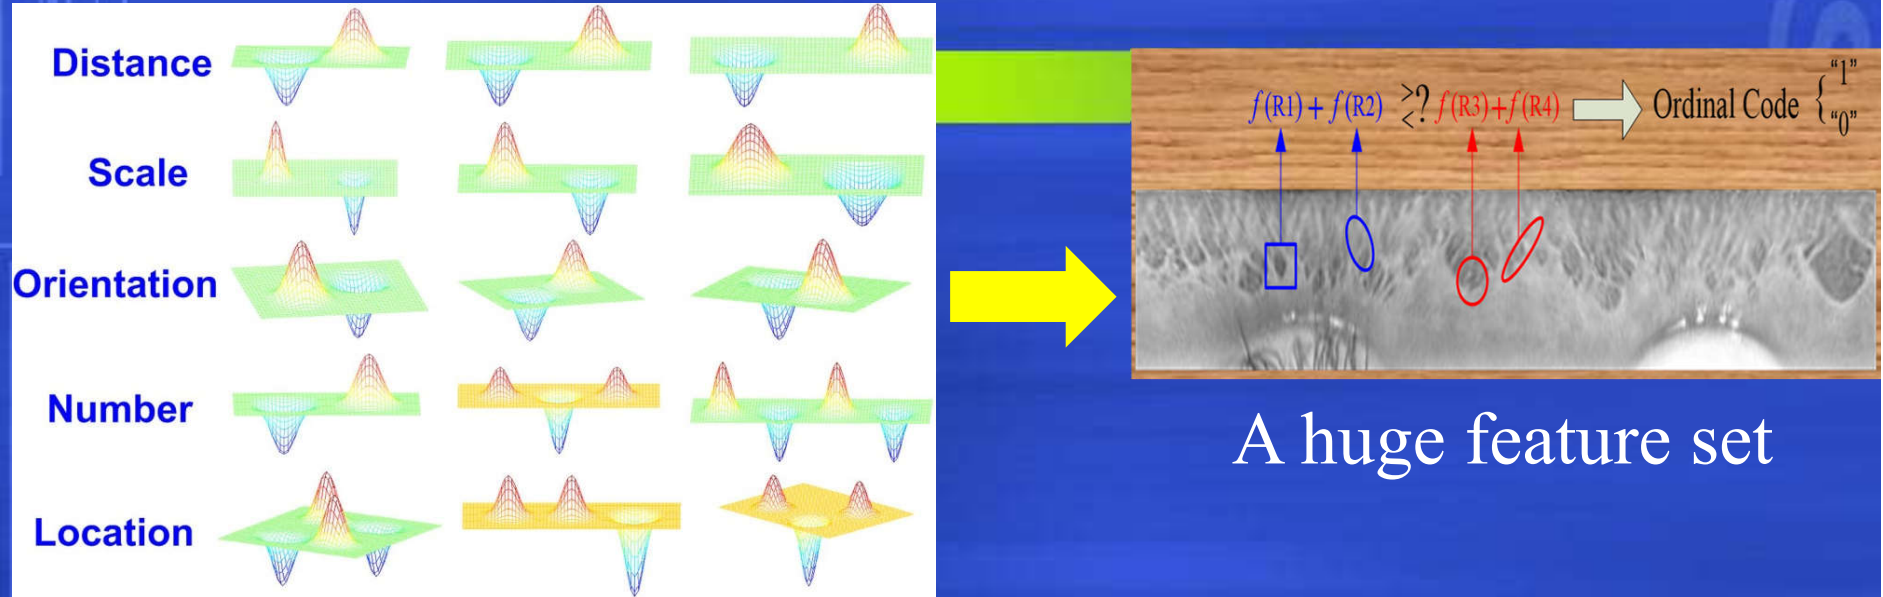 Distance
Scale
Orientation
Number
Location
f(R1)+f(R2) >< ? f(R3)+f(R4) Ordinal Code { “1” “0”
A huge feature set